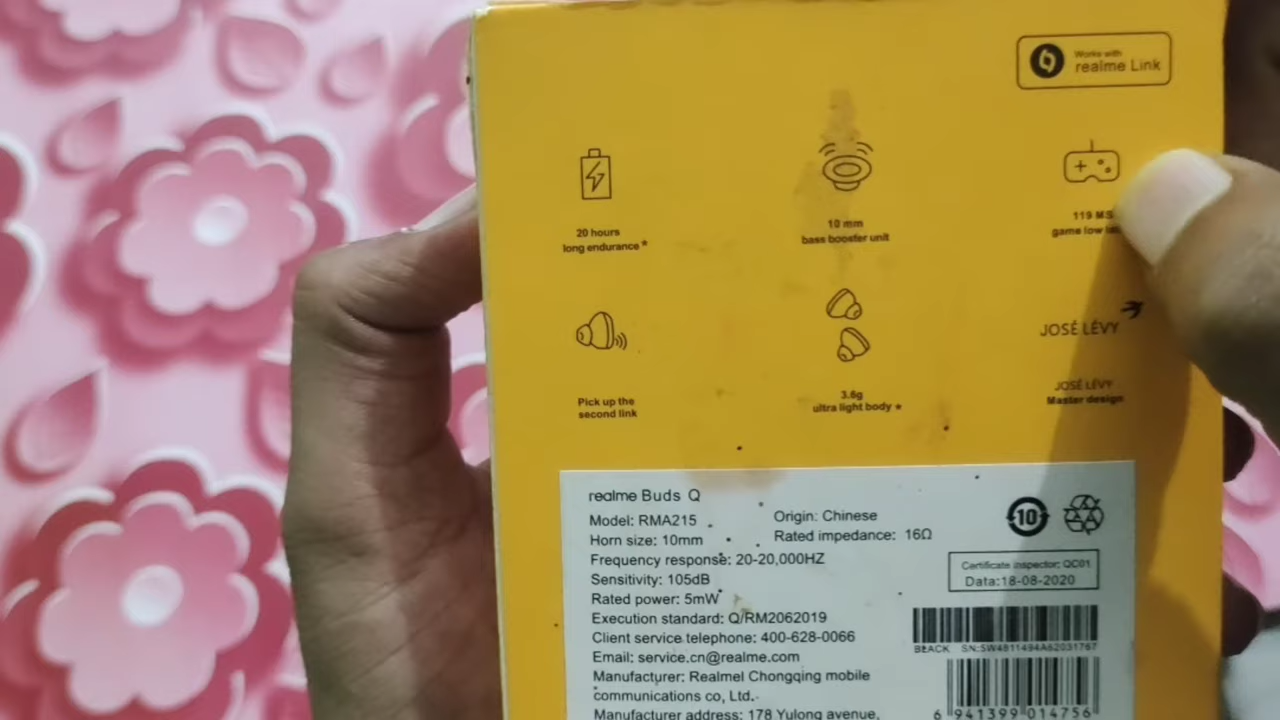 Works with
realme Link
20 hours
long endurance*
10 mm
bass booster unit
119 MS
game low
Pick up the
second link
3.6g
ultra light body *
JOSÉ LÉVY
JOSÉ LÉVY
Master design
realme Buds Q
Model: RMA215
Origin: Chinese
Horn size: 10mm
Rated impedance: 16Ω
Frequency response: 20-20,000HZ
Sensitivity: 105dB
Rated power: 5mW
Execution standard: Q/RM2062019
Client service telephone: 400-628-0066
Email: service.cn@realme.com
Manufacturer: Realmel Chongqing mobile
communications co, Ltd.
Manufacturer address: 178 Yulong avenue,
10
Certificate inspector: QC01
Data:18-08-2020
BLACK SN:SW4811494A62031767
6 941399 014756